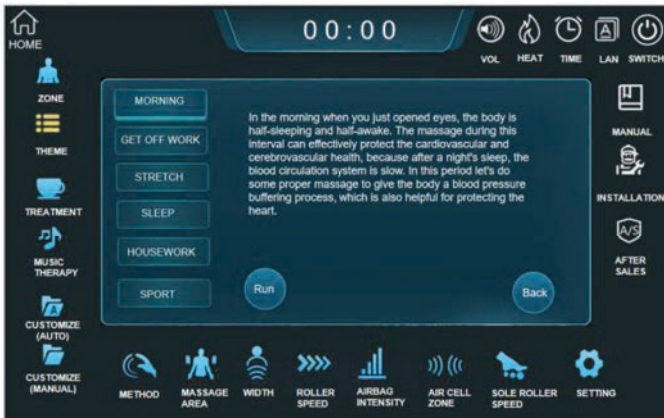 00:00
HOME
VOL
HEAT
TIME
LAN
SWITCH
ZONE
THEME
TREATMENT
MUSIC
THERAPY
CUSTOMIZE
(AUTO)
CUSTOMIZE
(MANUAL)
MORNING
GET OFF WORK
STRETCH
SLEEP
HOUSEWORK
SPORT
In the morning when you just opened eyes, the body is
half-sleeping and half-awake. The massage during this
interval can effectively protect the cardiovascular and
cerebrovascular health, because after a night's sleep, the
blood circulation system is slow. In this period let's do
some proper massage to give the body a blood pressure
buffering process, which is also helpful for protecting the
heart.
Run
Back
MANUAL
INSTALLATION
A/S
AFTER
SALES
METHOD
MASSAGE
AREA
WIDTH
ROLLER
SPEED
AIRBAG
INTENSITY
AIR CELL
ZONE
SOLE ROLLER
SPEED
SETTING